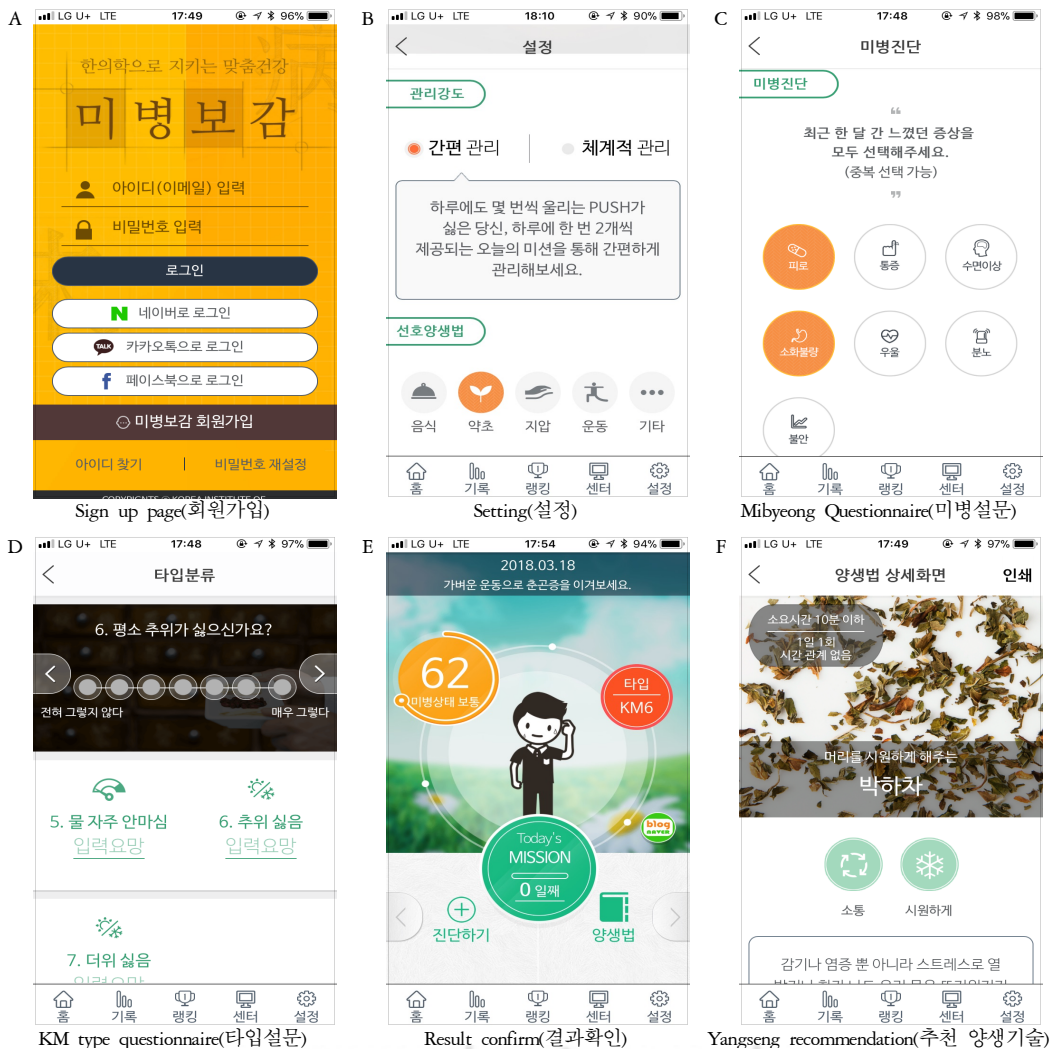 A
LG U+ LTE 17:49 96%
한의학으로 지키는 맞춤건강
미병보감
아이디(이메일) 입력
비밀번호 입력
로그인
N 네이버로 로그인
TALK 카카오톡으로 로그인
f 페이스북으로 로그인
미병보감 회원가입
아이디 찾기 | 비밀번호 재설정
COPYRIGHTS © KOREA INSTITUTE OF
Sign up page(회원가입)
B
LG U+ LTE 18:10 90%
설정
관리강도
간편 관리
체계적 관리
하루에도 몇 번씩 울리는 PUSH가
싫은 당신, 하루에 한 번 2개씩
제공되는 오늘의 미션을 통해 간편하게
관리해보세요.
선호양생법
음식 약초 지압 운동 기타
홈 기록 랭킹 센터 설정
Setting(설정)
C
LG U+ LTE 17:48 98%
미병진단
미병진단
“
최근 한 달 간 느꼈던 증상을
모두 선택해주세요.
(중복 선택 가능)
”
피로 통증 수면이상
소화불량 우울 분노
불안
홈 기록 랭킹 센터 설정
Mibyeong Questionnaire(미병설문)
D
LG U+ LTE 17:48 97%
타입분류
6. 평소 추위가 싫으신가요?
전혀 그렇지 않다 매우 그렇다
5. 물 자주 안마심 6. 추위 싫음
입력요망 입력요망
7. 더위 싫음
입력요망
홈 기록 랭킹 센터 설정
KM type questionnaire(타입설문)
E
LG U+ LTE 17:54 94%
2018.03.18
가벼운 운동으로 춘곤증을 이겨보세요.
62
미병상태 보통
타입
KM6
blog
NAVER
Today's
MISSION
0 일째
진단하기 양생법
홈 기록 랭킹 센터 설정
Result confirm(결과확인)
F
LG U+ LTE 17:49 97%
양생법 상세화면 인쇄
소요시간 10분 이하
1일 1회
시간 관계 없음
머리를 시원하게 해주는
박하차
소통 시원하게
감기나 염증 뿐 아니라 스트레스로 열
홈 기록 랭킹 센터 설정
Yangseng recommendation(추천 양생기술)